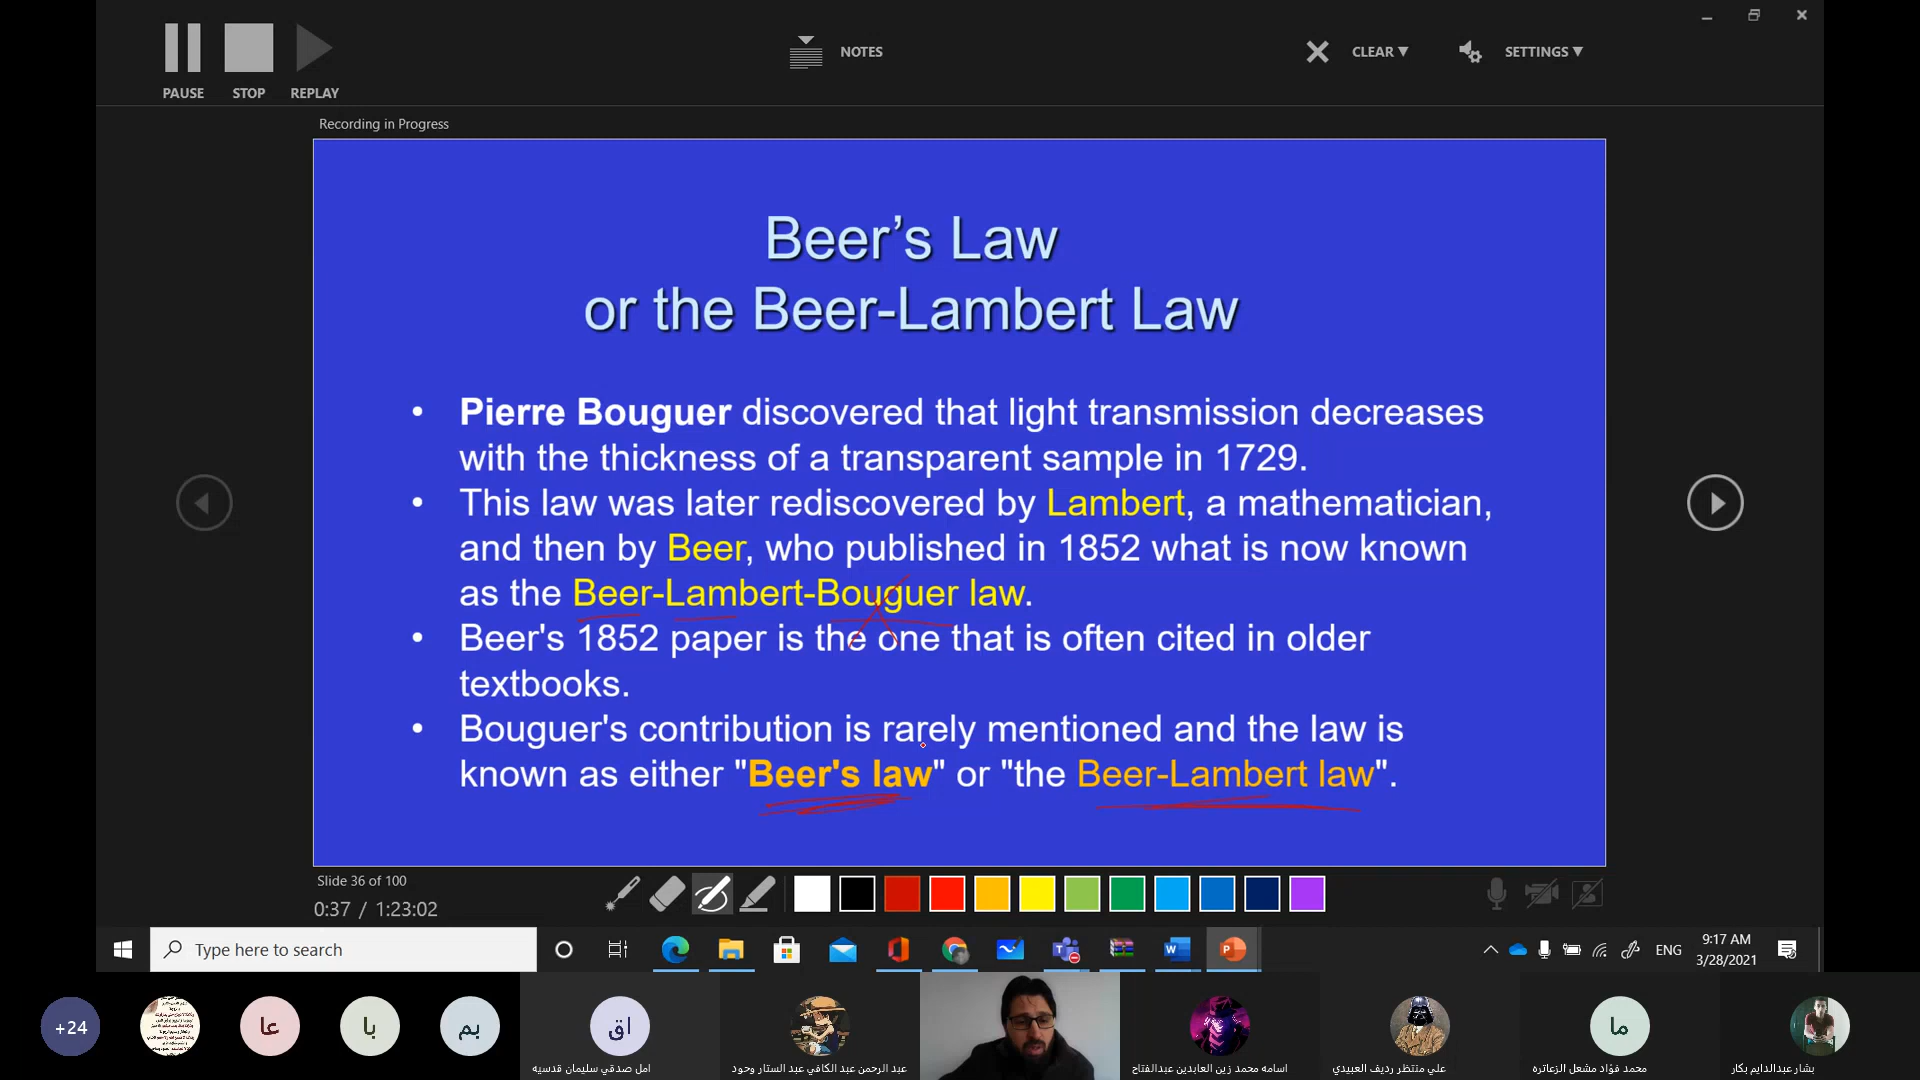 PAUSE
STOP
REPLAY
NOTES
CLEAR
SETTINGS
Recording in Progress
Beer’s Law
or the Beer-Lambert Law
• Pierre Bouguer discovered that light transmission decreases
with the thickness of a transparent sample in 1729.
• This law was later rediscovered by Lambert, a mathematician,
and then by Beer, who published in 1852 what is now known
as the Beer-Lambert-Bouguer law.
• Beer's 1852 paper is the one that is often cited in older
textbooks.
• Bouguer's contribution is rarely mentioned and the law is
known as either "Beer's law" or "the Beer-Lambert law".
Slide 36 of 100
0:37 / 1:23:02
Type here to search
ENG
9:17 AM
3/28/2021
+24
عا
با
بم
اق
ما
امل صدقي سليمان قدسيه
عبد الرحمن عبد الكافي عبد الستار وحود
اسامه محمد زين العابدين عبدالفتاح
علي منتظر رديف العبيدي
محمد فؤاد مشعل الزعاتره
بشار عبدالدايم بكار